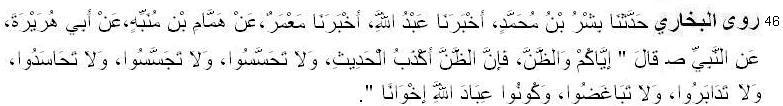 46 روى البخاري حَدَّثَنَا بِشْرُ بْنُ مُحَمَّدٍ، أَخْبَرَنَا عَبْدُ اللَّهِ، أَخْبَرَنَا مَعْمَرٌ،عَنْ هَمَّامِ بْنِ مُنَبِّهٍ،عَنْ أَبِي هُرَيْرَةَ،
عَنِ النَّبِيِّ ص قَالَ " إِيَّاكُمْ وَالظَّنَّ، فَإِنَّ الظَّنَّ أَكْذَبُ الْحَدِيثِ، وَلاَ تَحَسَّسُوا، وَلاَ تَجَسَّسُوا، وَلاَ تَحَاسَدُوا،
وَلاَ تَدَابَرُوا، وَلاَ تَبَاغَضُوا، وَكُونُوا عِبَادَ اللَّهِ إِخْوَانًا ".